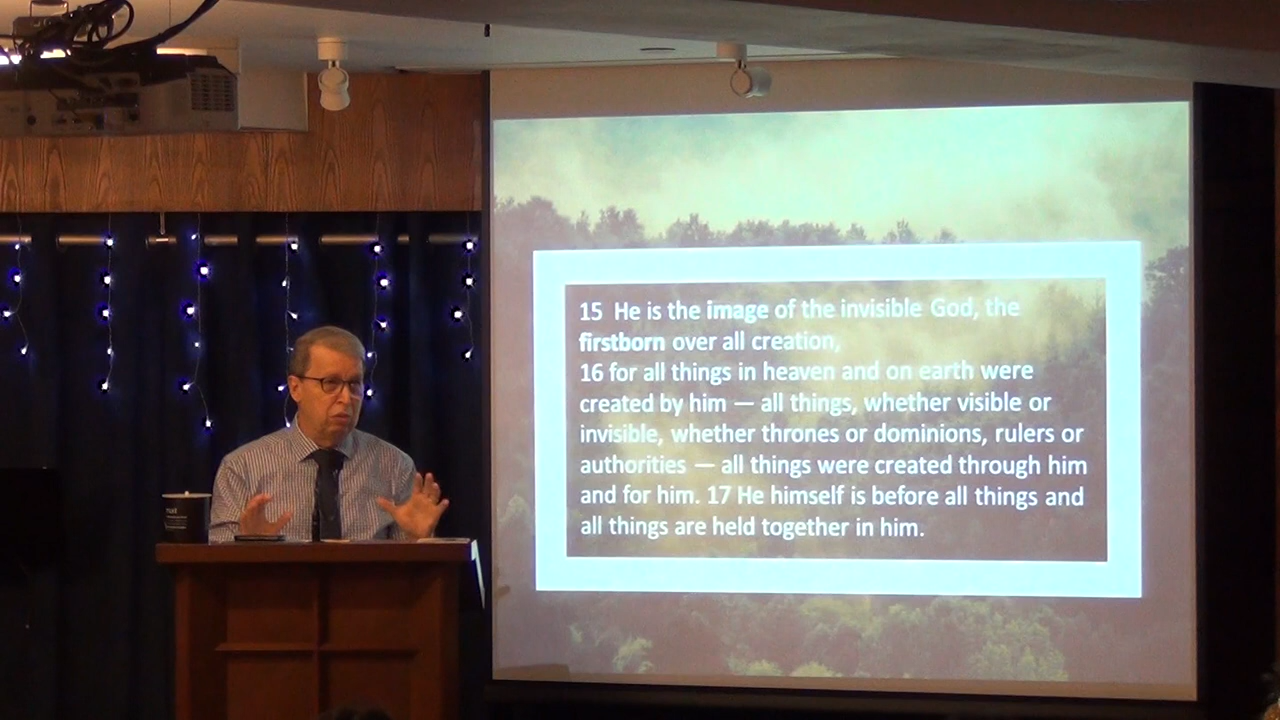 15 He is the image of the invisible God, the
firstborn over all creation,
16 for all things in heaven and on earth were
created by him — all things, whether visible or
invisible, whether thrones or dominions, rulers or
authorities — all things were created through him
and for him. 17 He himself is before all things and
all things are held together in him.